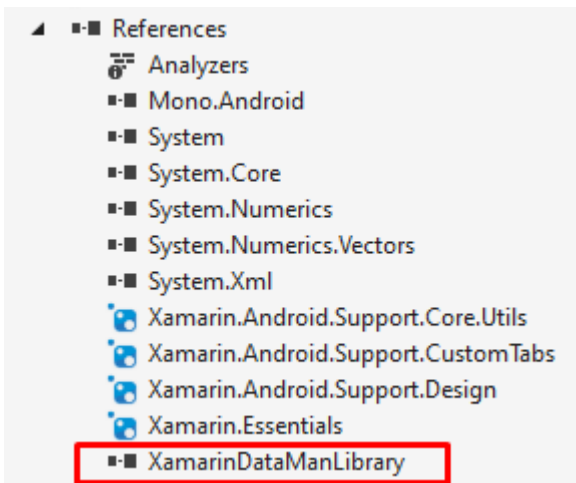 References
Analyzers
Mono.Android
System
System.Core
System.Numerics
System.Numerics.Vectors
System.Xml
Xamarin.Android.Support.Core.Utils
Xamarin.Android.Support.CustomTabs
Xamarin.Android.Support.Design
Xamarin.Essentials
XamarinDataManLibrary